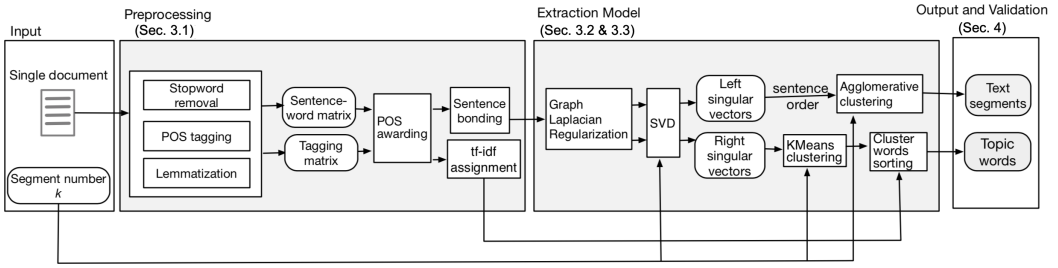 Input
Single document
Segment number
k
Preprocessing
(Sec. 3.1)
Stopword
removal
POS tagging
Lemmatization
Sentence-
word matrix
Tagging
matrix
POS
awarding
Sentence
bonding
tf-idf
assignment
Extraction Model
(Sec. 3.2 & 3.3)
Graph
Laplacian
Regularization
SVD
Left
singular
vectors
Right
singular
vectors
sentence
order
KMeans
clustering
Agglomerative
clustering
Cluster
words
sorting
Output and Validation
(Sec. 4)
Text
segments
Topic
words